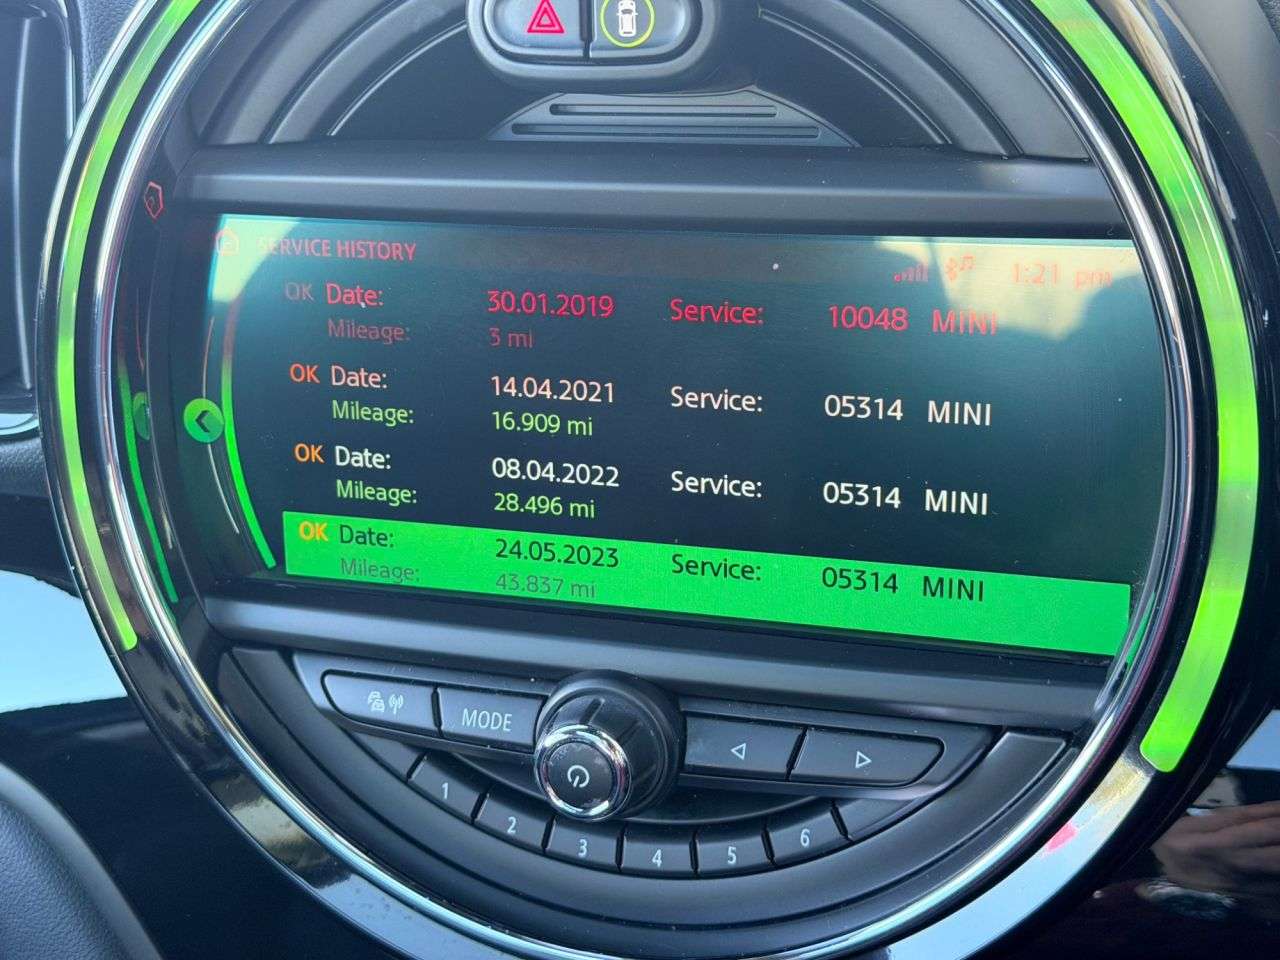 SERVICE HISTORY 1:21 pm
OK Date: 30.01.2019 Service: 10048 MINI
Mileage: 3 mi
OK Date: 14.04.2021 Service: 05314 MINI
Mileage: 16.909 mi
OK Date: 08.04.2022 Service: 05314 MINI
Mileage: 28.496 mi
OK Date: 24.05.2023 Service: 05314 MINI
Mileage: 43.837 mi
MODE
1 2 3 4 5 6